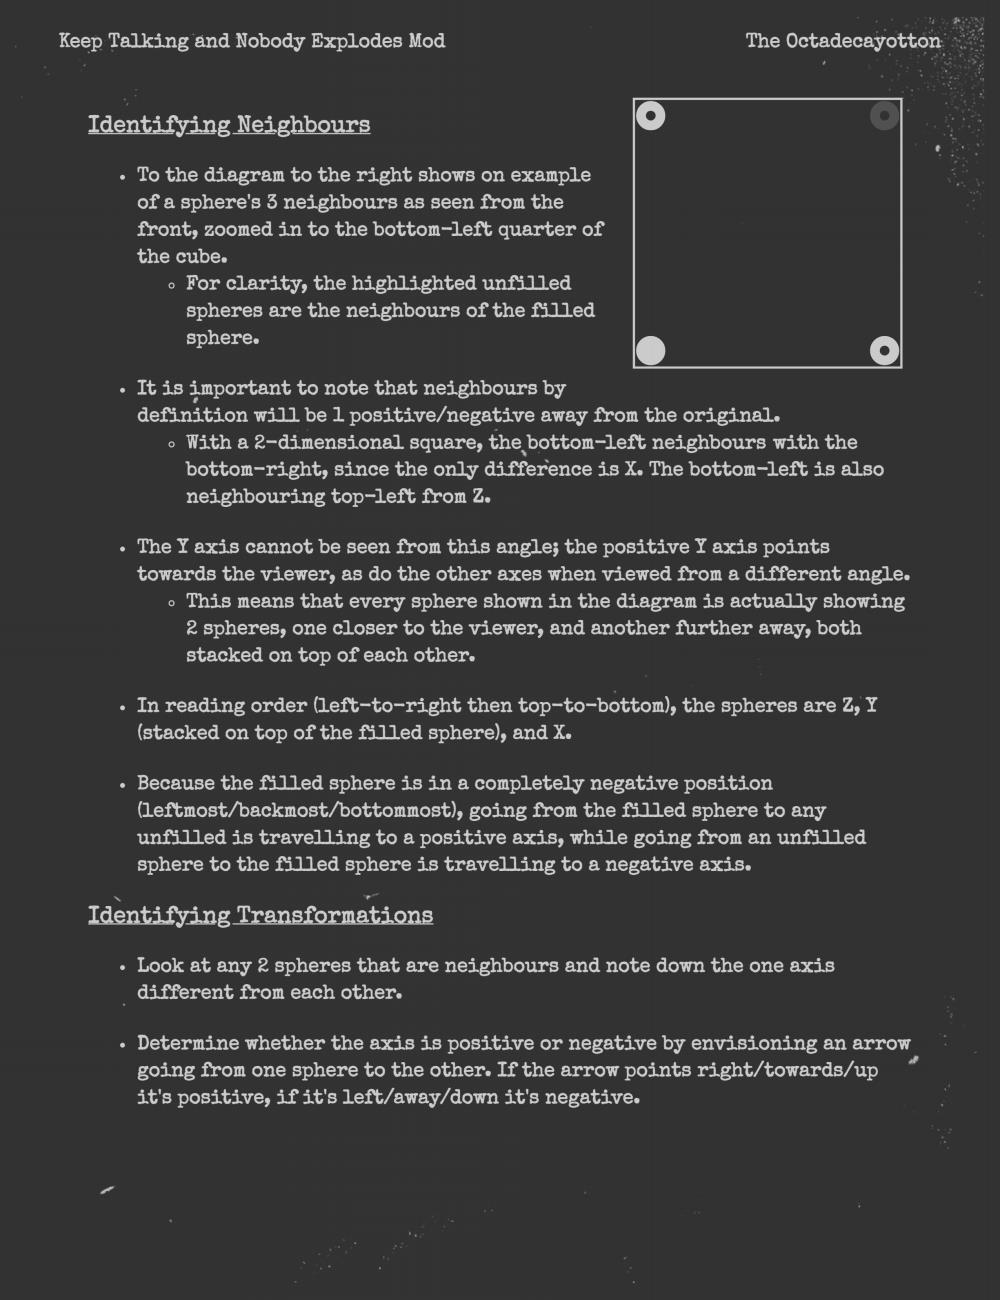 Keep Talking and Nobody Explodes Mod
The Octadecayotton
Identifying Neighbours
To the diagram to the right shows on example
of a sphere's 3 neighbours as seen from the
front, zoomed in to the bottom-left quarter of
the cube.
For clarity, the highlighted unfilled
spheres are the neighbours of the filled
sphere.
It is important to note that neighbours by
definition will be 1 positive/negative away from the original.
With a 2-dimensional square, the bottom-left neighbours with the
bottom-right, since the only difference is X. The bottom-left is also
neighbouring top-left from Z.
The Y axis cannot be seen from this angle; the positive Y axis points
towards the viewer, as do the other axes when viewed from a different angle.
This means that every sphere shown in the diagram is actually showing
2 spheres, one closer to the viewer, and another further away, both
stacked on top of each other.
In reading order (left-to-right then top-to-bottom), the spheres are Z, Y
(stacked on top of the filled sphere), and X.
Because the filled sphere is in a completely negative position
(leftmost/backmost/bottommost), going from the filled sphere to any
unfilled is travelling to a positive axis, while going from an unfilled
sphere to the filled sphere is travelling to a negative axis.
Identifying Transformations
Look at any 2 spheres that are neighbours and note down the one axis
different from each other.
Determine whether the axis is positive or negative by envisioning an arrow
going from one sphere to the other. If the arrow points right/towards/up
it's positive, if it's left/away/down it's negative.